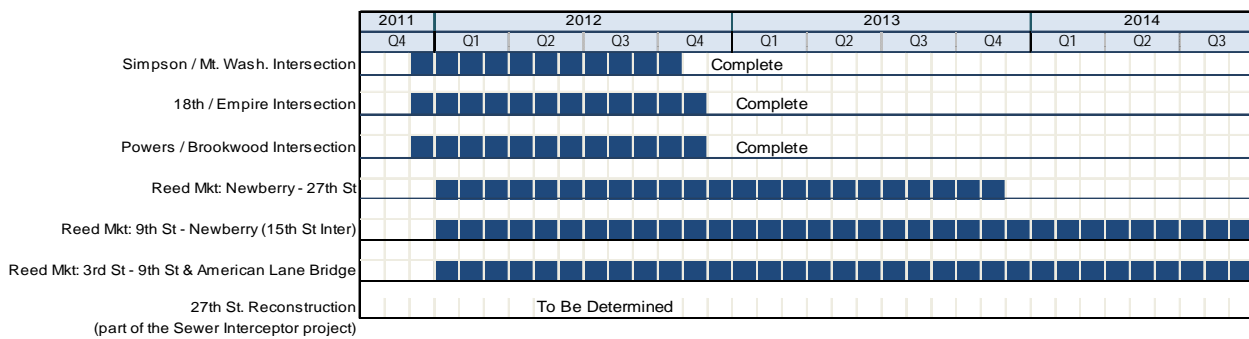 2011 2012 2013 2014
Q4 Q1 Q2 Q3 Q4 Q1 Q2 Q3 Q4 Q1 Q2 Q3
Simpson / Mt. Wash. Intersection Complete
18th / Empire Intersection Complete
Powers / Brookwood Intersection Complete
Reed Mkt: Newberry - 27th St
Reed Mkt: 9th St - Newberry (15th St Inter)
Reed Mkt: 3rd St - 9th St & American Lane Bridge
27th St. Reconstruction To Be Determined
(part of the Sewer Interceptor project)